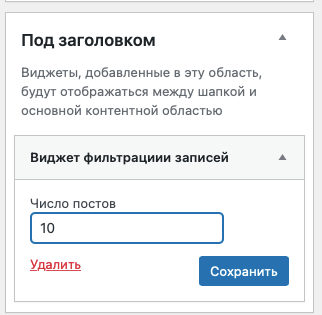 Под заголовком
Виджеты, добавленные в эту область,
будут отображаться между шапкой и
основной контентной областью
Виджет фильтрациии записей
Число постов
10
Удалить
Сохранить